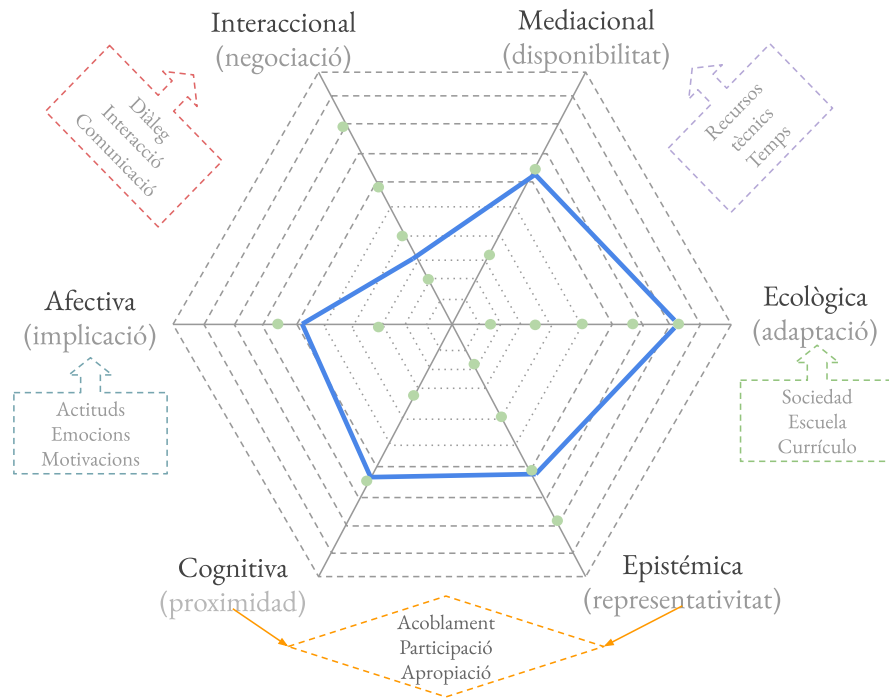 Interaccional
(negociació)
Mediacional
(disponibilitat)
Diàleg
Interacció
Comunicació
Recursos
tècnics
Temps
Afectiva
(implicació)
Ecològica
(adaptació)
Actituds
Emocions
Motivacions
Sociedad
Escuela
Currículo
Cognitiva
(proximidad)
Epistémica
(representativitat)
Acoblament
Participació
Apropiació